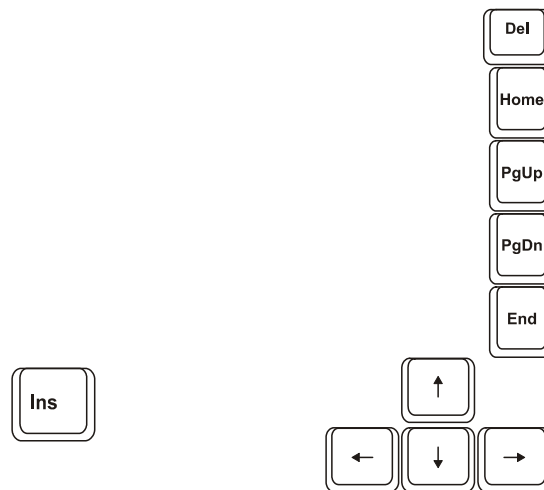 Del
Home
PgUp
PgDn
End
Ins
↑
← ↓ →